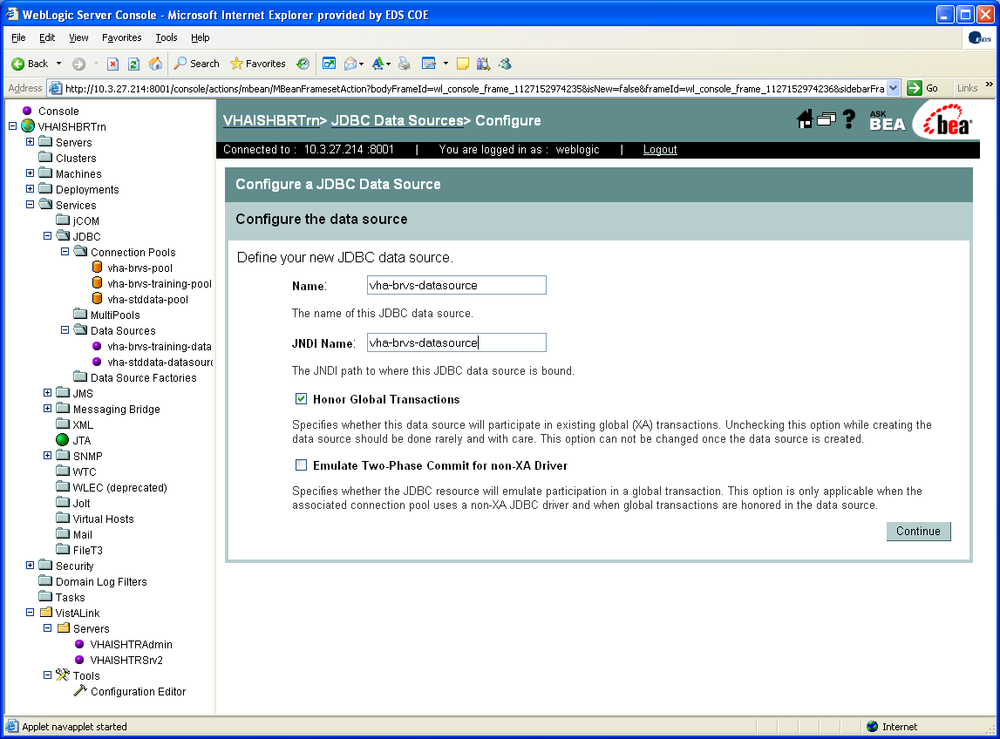 WebLogic Server Console - Microsoft Internet Explorer provided by EDS COE
File Edit View Favorites Tools Help
EDS
Back Search Favorites
Address http://10.3.27.214:8001/console/actions/mbean/MBeanFramesetAction?bodyFrameId=wl_console_frame_1127152974235&isNew=false&frameId=wl_console_frame_1127152974236&sidebarFra Go Links »
Console
VHAISHBRTrn
Servers
Clusters
Machines
Deployments
Services
jCOM
JDBC
Connection Pools
vha-brvs-pool
vha-brvs-training-pool
vha-stddata-pool
MultiPools
Data Sources
vha-brvs-training-data
vha-stddata-datasourc
Data Source Factories
JMS
Messaging Bridge
XML
JTA
SNMP
WTC
WLEC (deprecated)
Jolt
Virtual Hosts
Mail
FileT3
Security
Domain Log Filters
Tasks
VistALink
Servers
VHAISHTRAdmin
VHAISHTRSrv2
Tools
Configuration Editor
VHAISHBRTrn> JDBC Data Sources> Configure
?
ASK
BEA
bea
Connected to : 10.3.27.214 :8001 | You are logged in as : weblogic | Logout
Configure a JDBC Data Source
Configure the data source
Define your new JDBC data source.
Name: vha-brvs-datasource
The name of this JDBC data source.
JNDI Name: vha-brvs-datasource
The JNDI path to where this JDBC data source is bound.
Honor Global Transactions
Specifies whether this data source will participate in existing global (XA) transactions. Unchecking this option while creating the
data source should be done rarely and with care. This option can not be changed once the data source is created.
Emulate Two-Phase Commit for non-XA Driver
Specifies whether the JDBC resource will emulate participation in a global transaction. This option is only applicable when the
associated connection pool uses a non-XA JDBC driver and when global transactions are honored in the data source.
Continue
Applet navapplet started
Internet